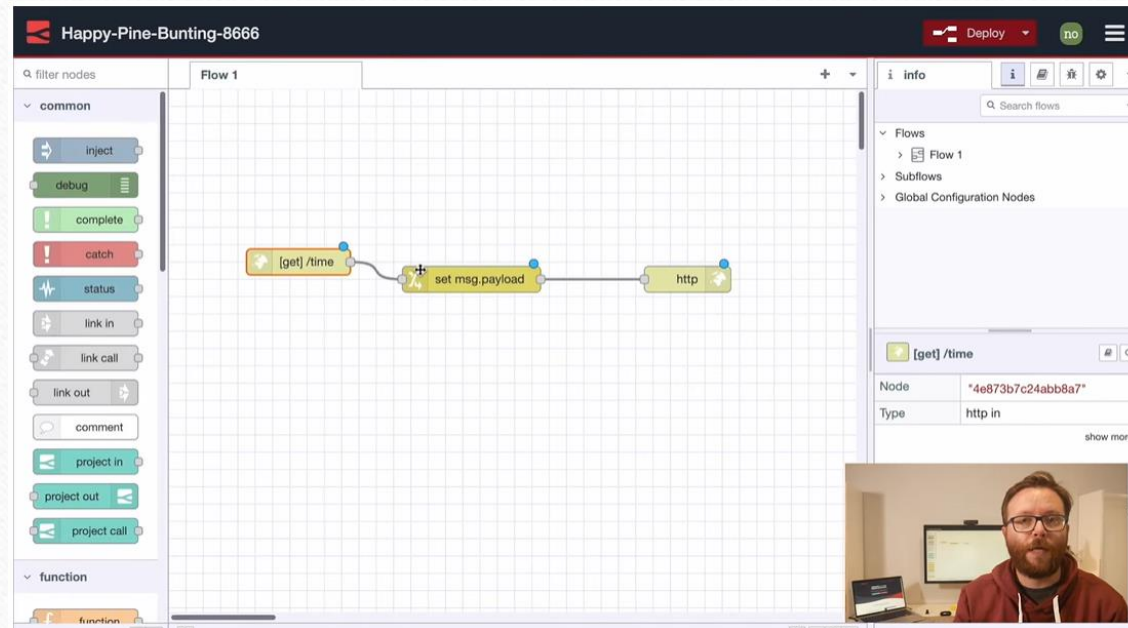 Happy-Pine-Bunting-8666
Deploy
no
filter nodes
Flow 1
i info
i
Search flows
common
inject
debug
complete
catch
status
link in
link call
link out
comment
project in
project out
project call
function
function
[get] /time
set msg.payload
http
Flows
Flow 1
Subflows
Global Configuration Nodes
[get] /time
Node "4e873b7c24abb8a7"
Type http in
show mor